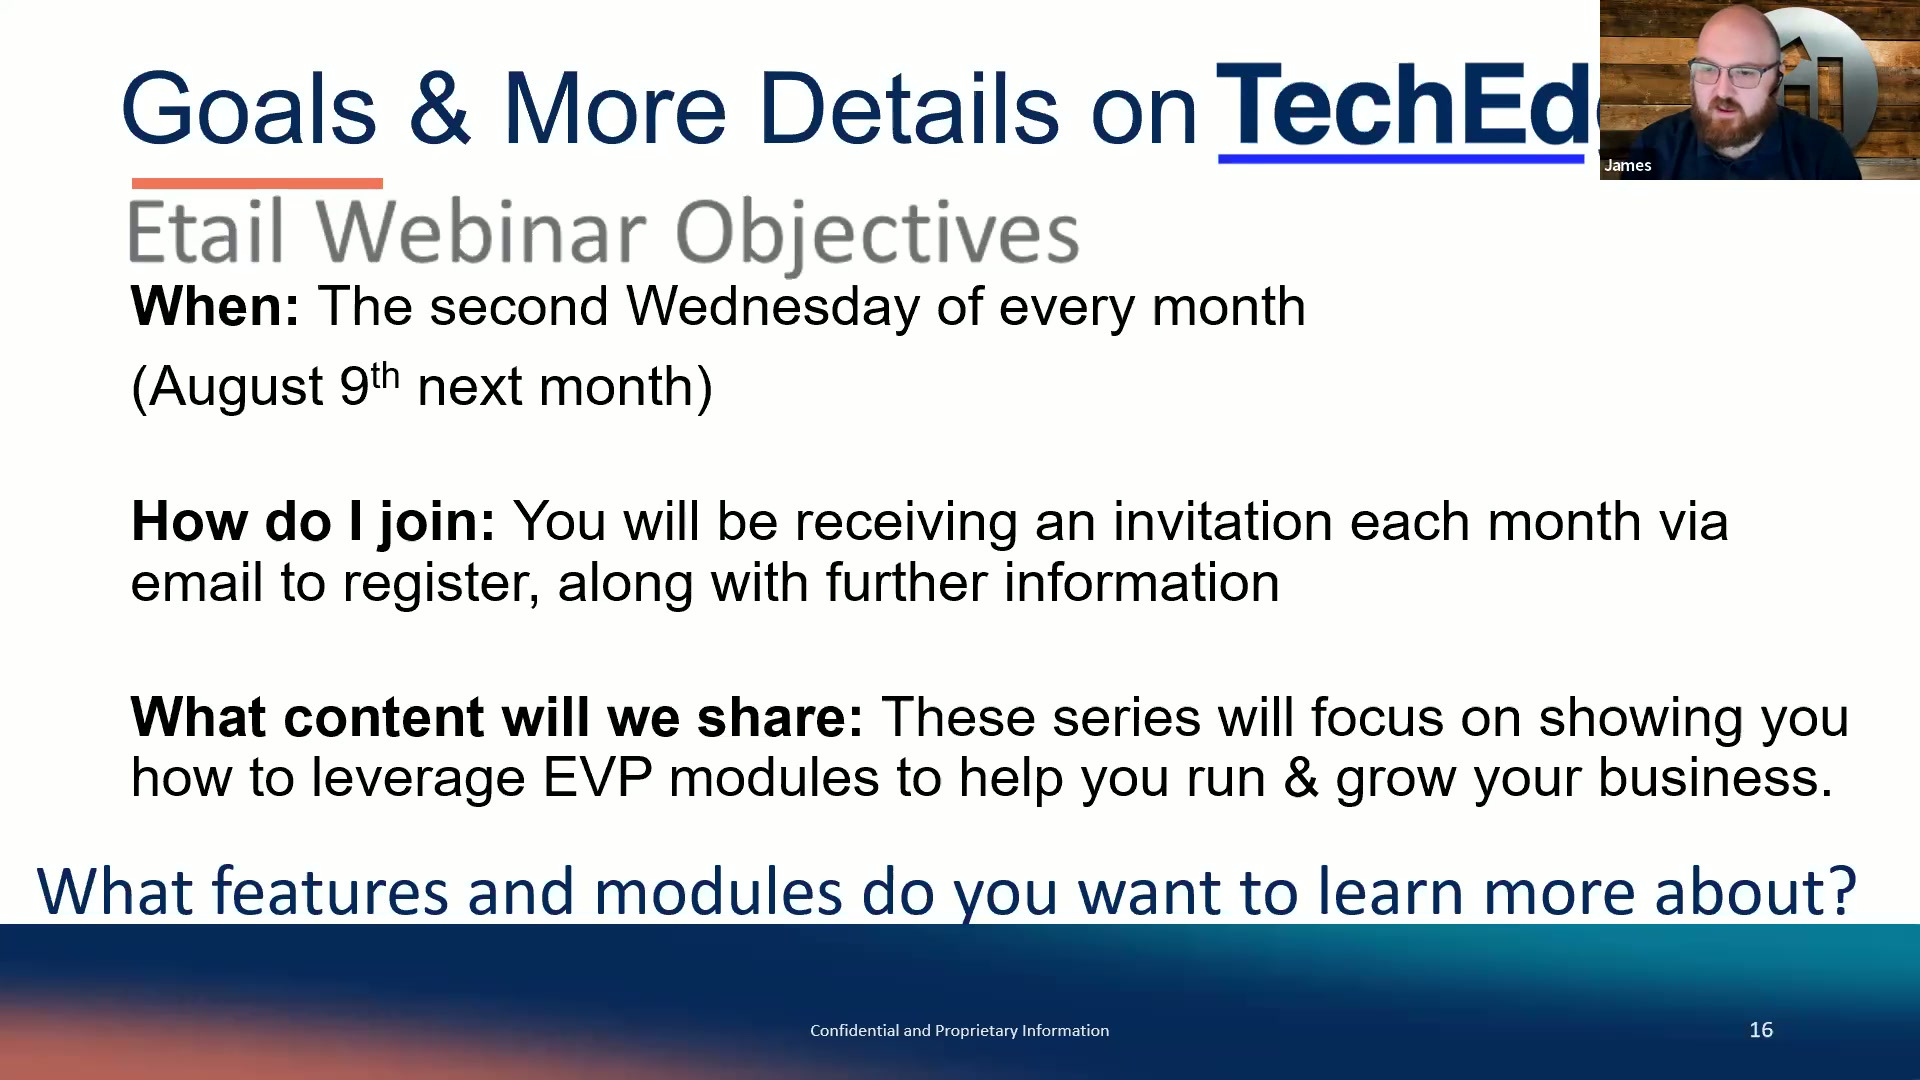 Goals & More Details on TechEd
James
Etail Webinar Objectives
When: The second Wednesday of every month
(August 9th next month)
How do I join: You will be receiving an invitation each month via
email to register, along with further information
What content will we share: These series will focus on showing you
how to leverage EVP modules to help you run & grow your business.
What features and modules do you want to learn more about?
Confidential and Proprietary Information
16